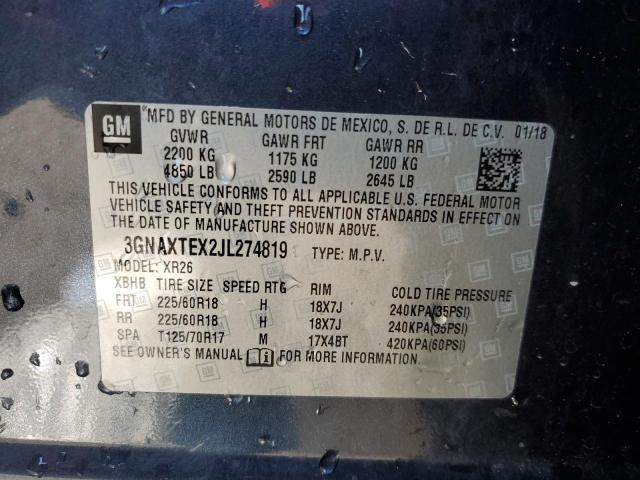 GM MFD BY GENERAL MOTORS DE MEXICO, S. DE R.L. DE C.V. 01/18
GVWR GAWR FRT GAWR RR
2200 KG 1175 KG 1200 KG
4850 LB 2590 LB 2645 LB
THIS VEHICLE CONFORMS TO ALL APPLICABLE U.S. FEDERAL MOTOR
VEHICLE SAFETY AND THEFT PREVENTION STANDARDS IN EFFECT ON
THE DATE OF MANUFACTURE SHOWN ABOVE.
3GNAXTEX2JL274819 TYPE: M.P.V.
MODEL: XR26
XBHB TIRE SIZE SPEED RTG RIM COLD TIRE PRESSURE
FRT 225/60R18 H 18X7J 240KPA(35PSI)
RR 225/60R18 H 18X7J 240KPA(35PSI)
SPA T125/70R17 M 17X4BT 420KPA(60PSI)
SEE OWNER'S MANUAL FOR MORE INFORMATION.